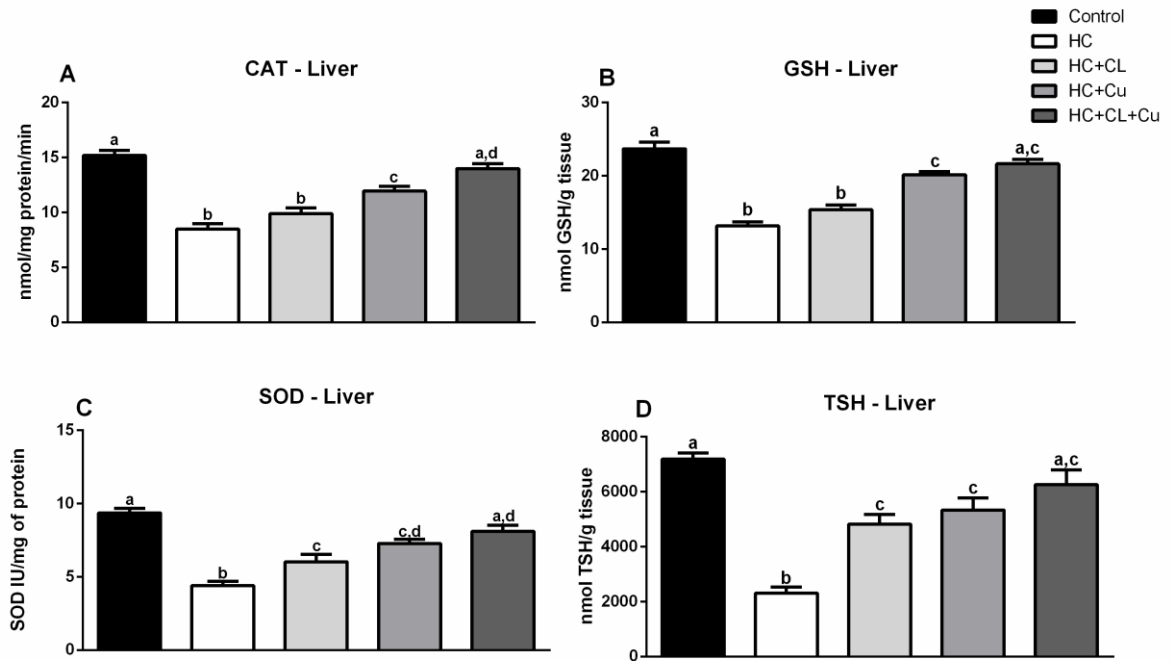 Control
HC
HC+CL
HC+Cu
HC+CL+Cu
A
CAT - Liver
nmol/mg protein/min
20
15
10
5
0
a
b
b
c
a,d
B
GSH - Liver
nmol GSH/g tissue
30
20
10
0
a
b
b
c
a,c
C
SOD - Liver
SOD IU/mg of protein
15
10
5
0
a
b
c
c,d
a,d
D
TSH - Liver
nmol TSH/g tissue
8000
6000
4000
2000
0
a
b
c
c
a,c